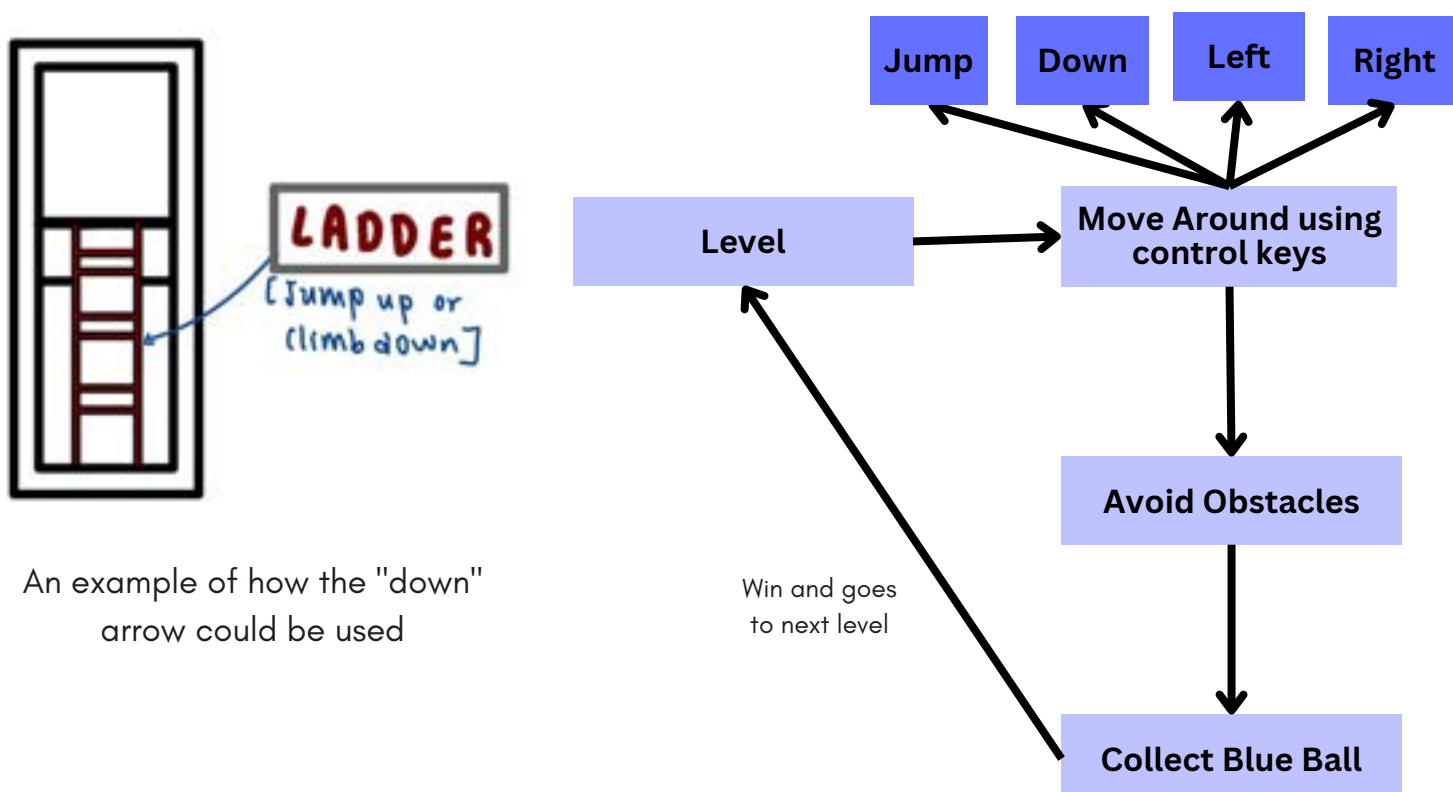 Jump
Down
Left
Right
LADDER
[Jump up or
climb down]
Level
Move Around using
control keys
Avoid Obstacles
An example of how the "down"
arrow could be used
Win and goes
to next level
Collect Blue Ball